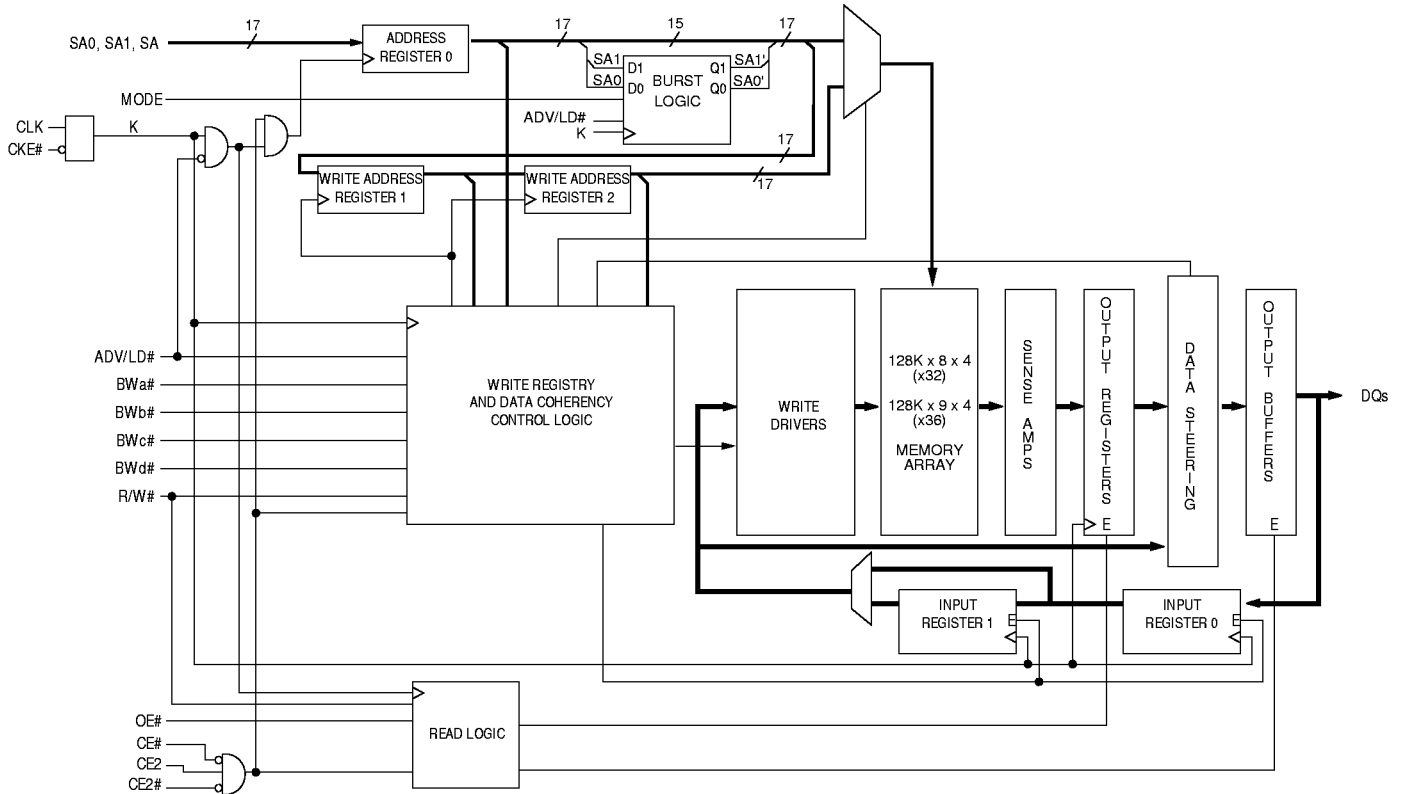 SA0, SA1, SA
17
ADDRESS
REGISTER 0
17
15
17
SA1
SA0
D1
D0
BURST
LOGIC
Q1
Q0
SA1'
SA0'
MODE
ADV/LD#
K
CLK
CKE#
K
17
WRITE ADDRESS
REGISTER 1
WRITE ADDRESS
REGISTER 2
17
ADV/LD#
BWa#
BWb#
BWc#
BWd#
R/W#
WRITE REGISTRY
AND DATA COHERENCY
CONTROL LOGIC
WRITE
DRIVERS
128K x 8 x 4
(x32)
128K x 9 x 4
(x36)
MEMORY
ARRAY
SENSE AMPS
OUTPUT REGISTERS
E
DATA STEERING
OUTPUT BUFFERS
E
DQs
INPUT
REGISTER 1
E
INPUT
REGISTER 0
E
OE#
CE#
CE2
CE2#
READ LOGIC